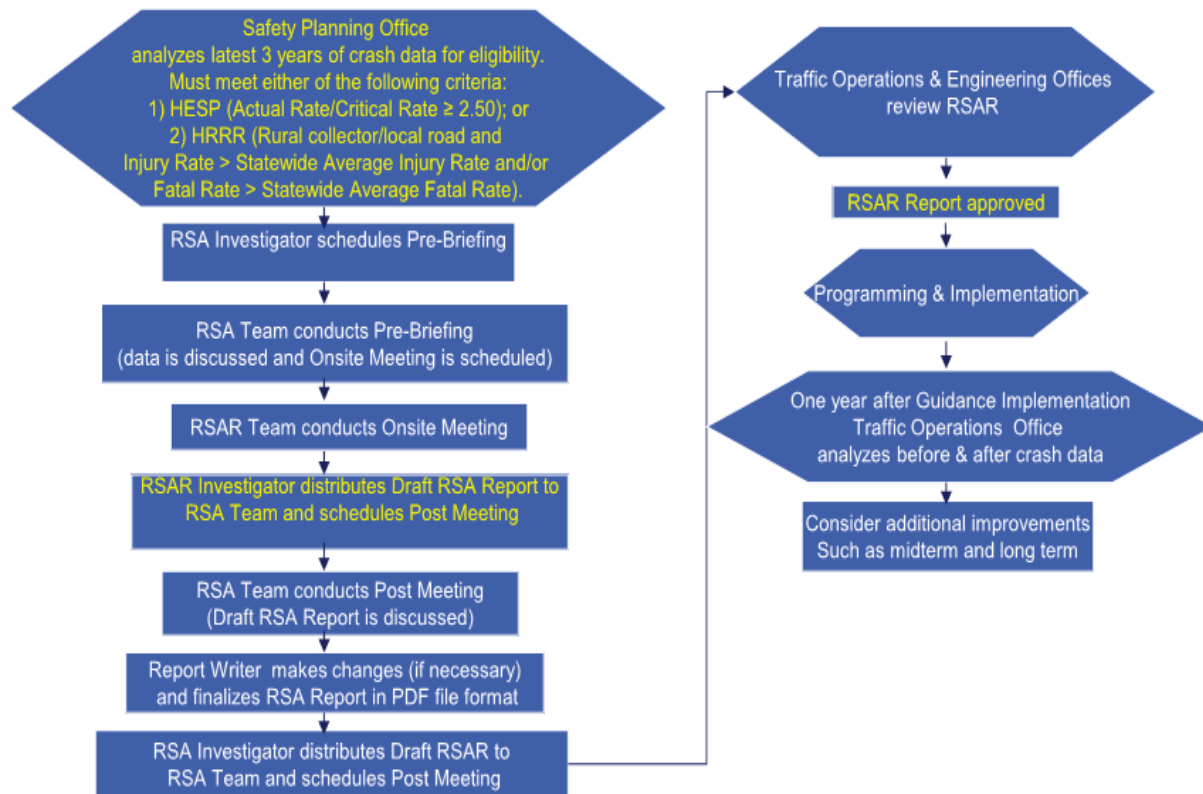 Safety Planning Office
analyzes latest 3 years of crash data for eligibility.
Must meet either of the following criteria:
1) HESP (Actual Rate/Critical Rate ≥ 2.50); or
2) HRRR (Rural collector/local road and
Injury Rate > Statewide Average Injury Rate and/or
Fatal Rate > Statewide Average Fatal Rate).
RSA Investigator schedules Pre-Briefing
RSA Team conducts Pre-Briefing
(data is discussed and Onsite Meeting is scheduled)
RSAR Team conducts Onsite Meeting
RSAR Investigator distributes Draft RSA Report to
RSA Team and schedules Post Meeting
RSA Team conducts Post Meeting
(Draft RSA Report is discussed)
Report Writer makes changes (if necessary)
and finalizes RSA Report in PDF file format
RSA Investigator distributes Draft RSAR to
RSA Team and schedules Post Meeting
Traffic Operations & Engineering Offices
review RSAR
RSAR Report approved
Programming & Implementation
One year after Guidance Implementation
Traffic Operations Office
analyzes before & after crash data
Consider additional improvements
Such as midterm and long term